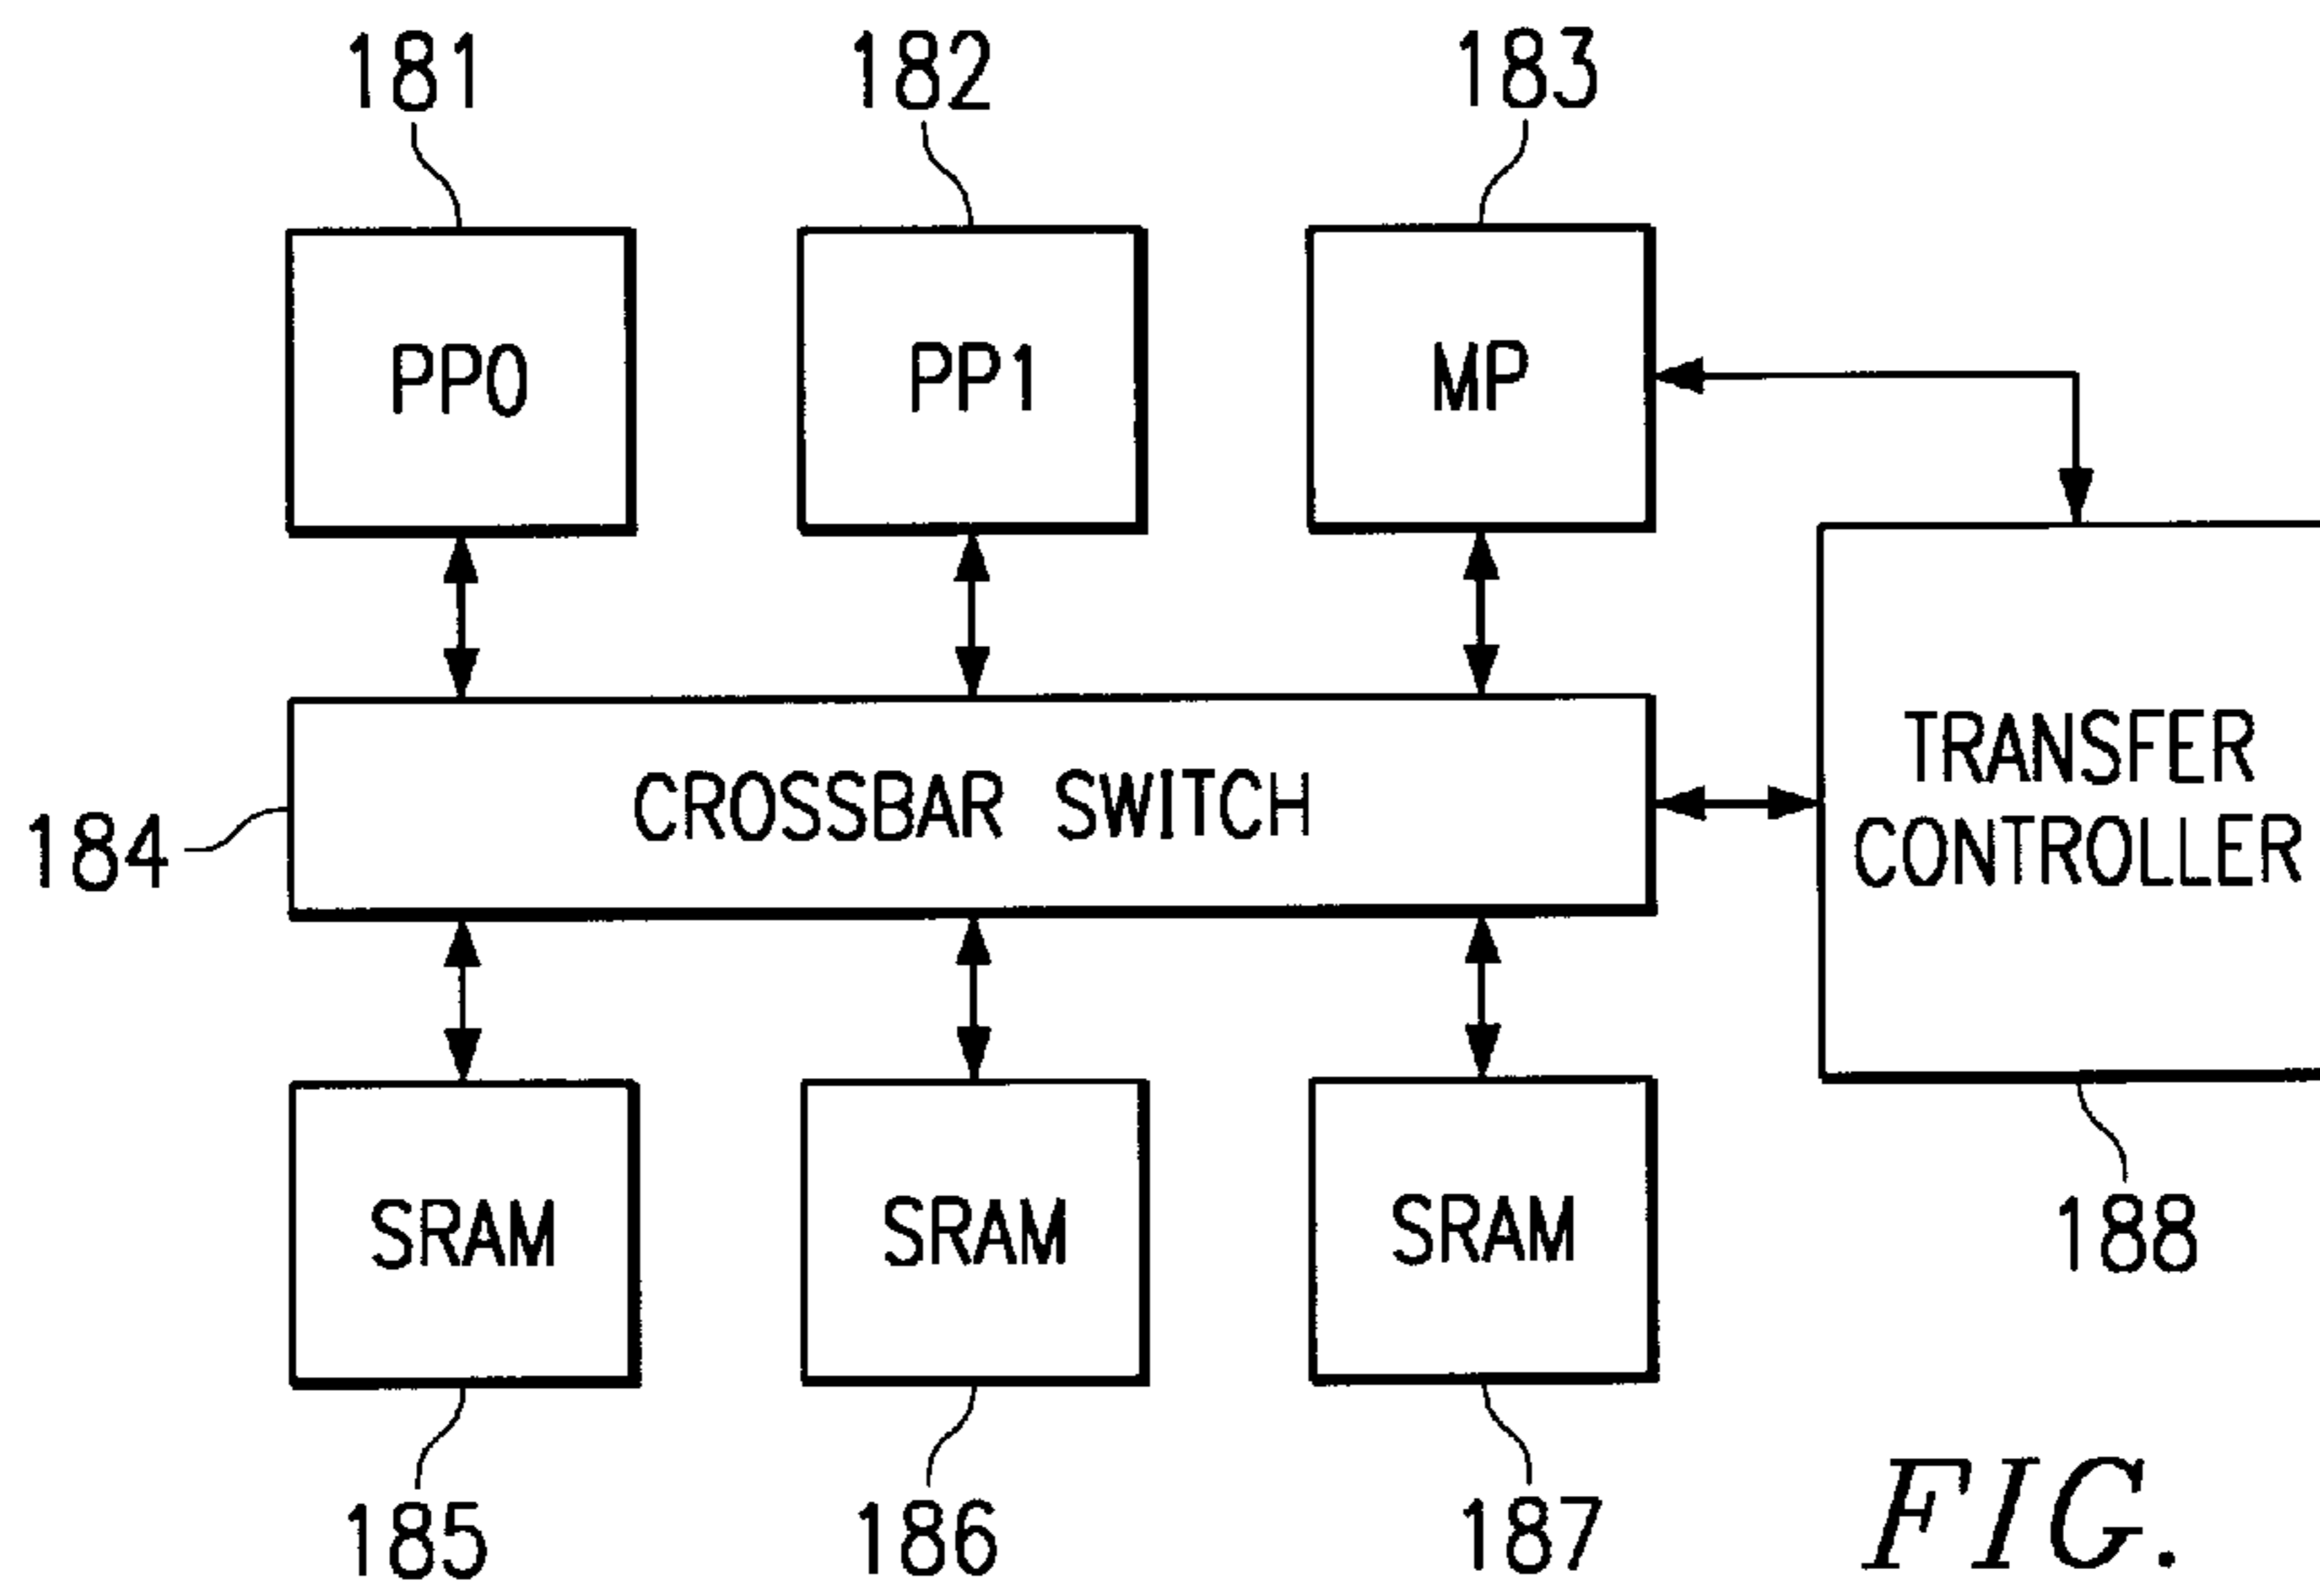 181 182 183
PP0 PP1 MP
TRANSFER
CONTROLLER
CROSSBAR SWITCH
184
SRAM SRAM SRAM
188
185 186 187
FIG.